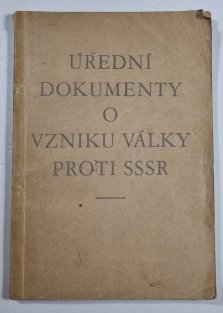 ÚŘEDNÍ
DOKUMENTY
O
VZNIKU VÁLKY
PROTI SSSR